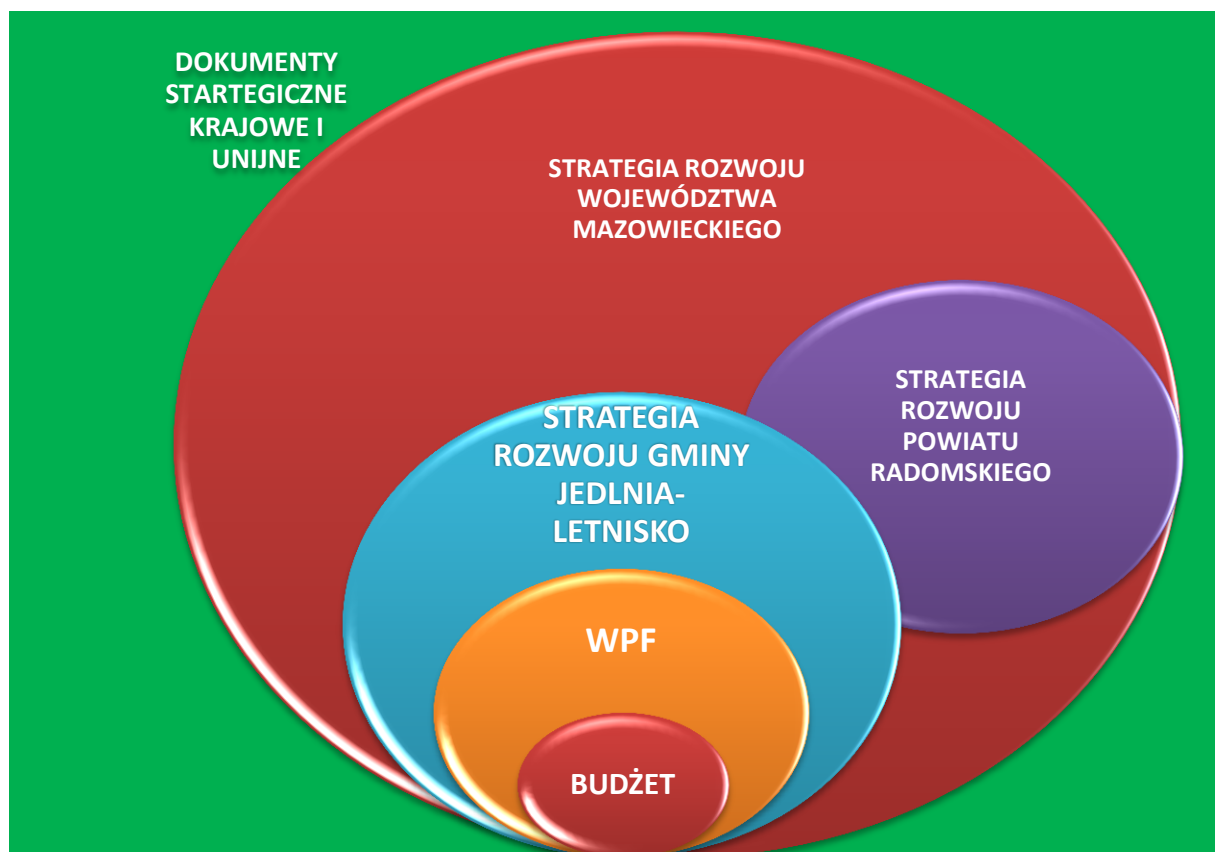 DOKUMENTY
STARTEGICZNE
KRAJOWE I
UNIJNE
STRATEGIA ROZWOJU
WOJEWÓDZTWA
MAZOWIECKIEGO
STRATEGIA
ROZWOJU
POWIATU
RADOMSKIEGO
STRATEGIA
ROZWOJU GMINY
JEDLNIA-
LETNISKO
WPF
BUDŻET